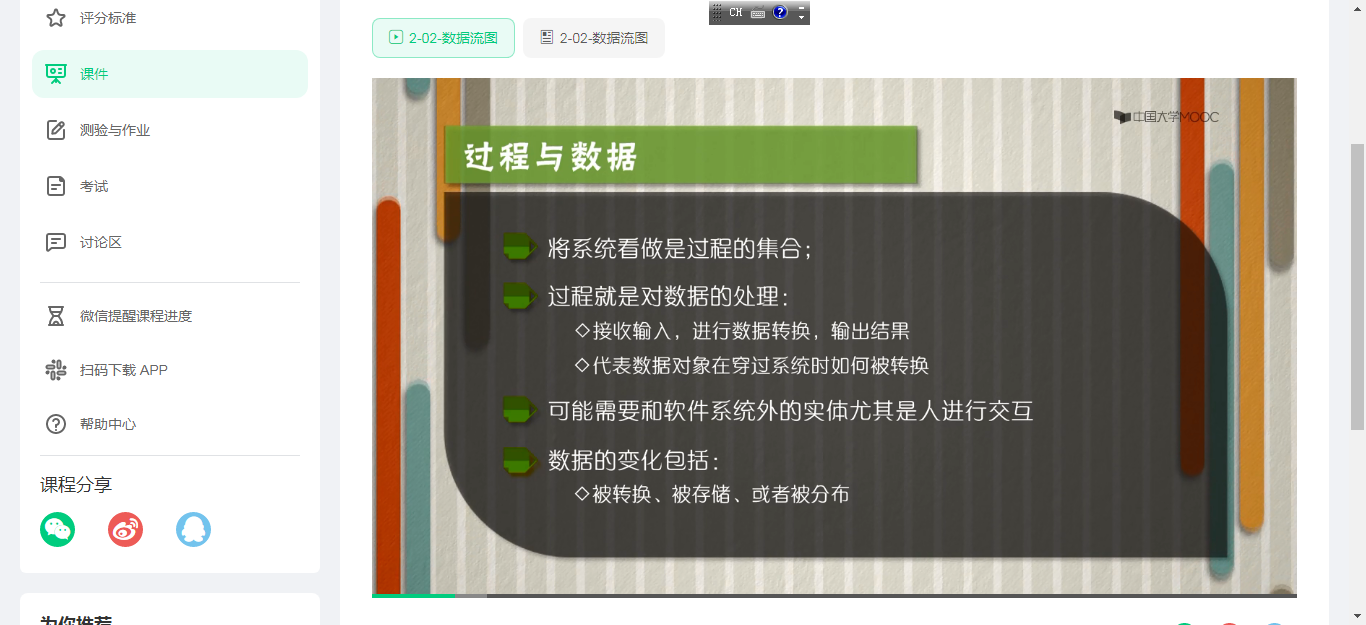 评分标准
课件
测验与作业
考试
讨论区
微信提醒课程进度
扫码下载 APP
帮助中心
课程分享
为你推荐
CH
2-02-数据流图
2-02-数据流图
中国大学MOOC
过程与数据
将系统看做是过程的集合；
过程就是对数据的处理：
◇接收输入，进行数据转换，输出结果
◇代表数据对象在穿过系统时如何被转换
可能需要和软件系统外的实体尤其是人进行交互
数据的变化包括：
◇被转换、被存储、或者被分布